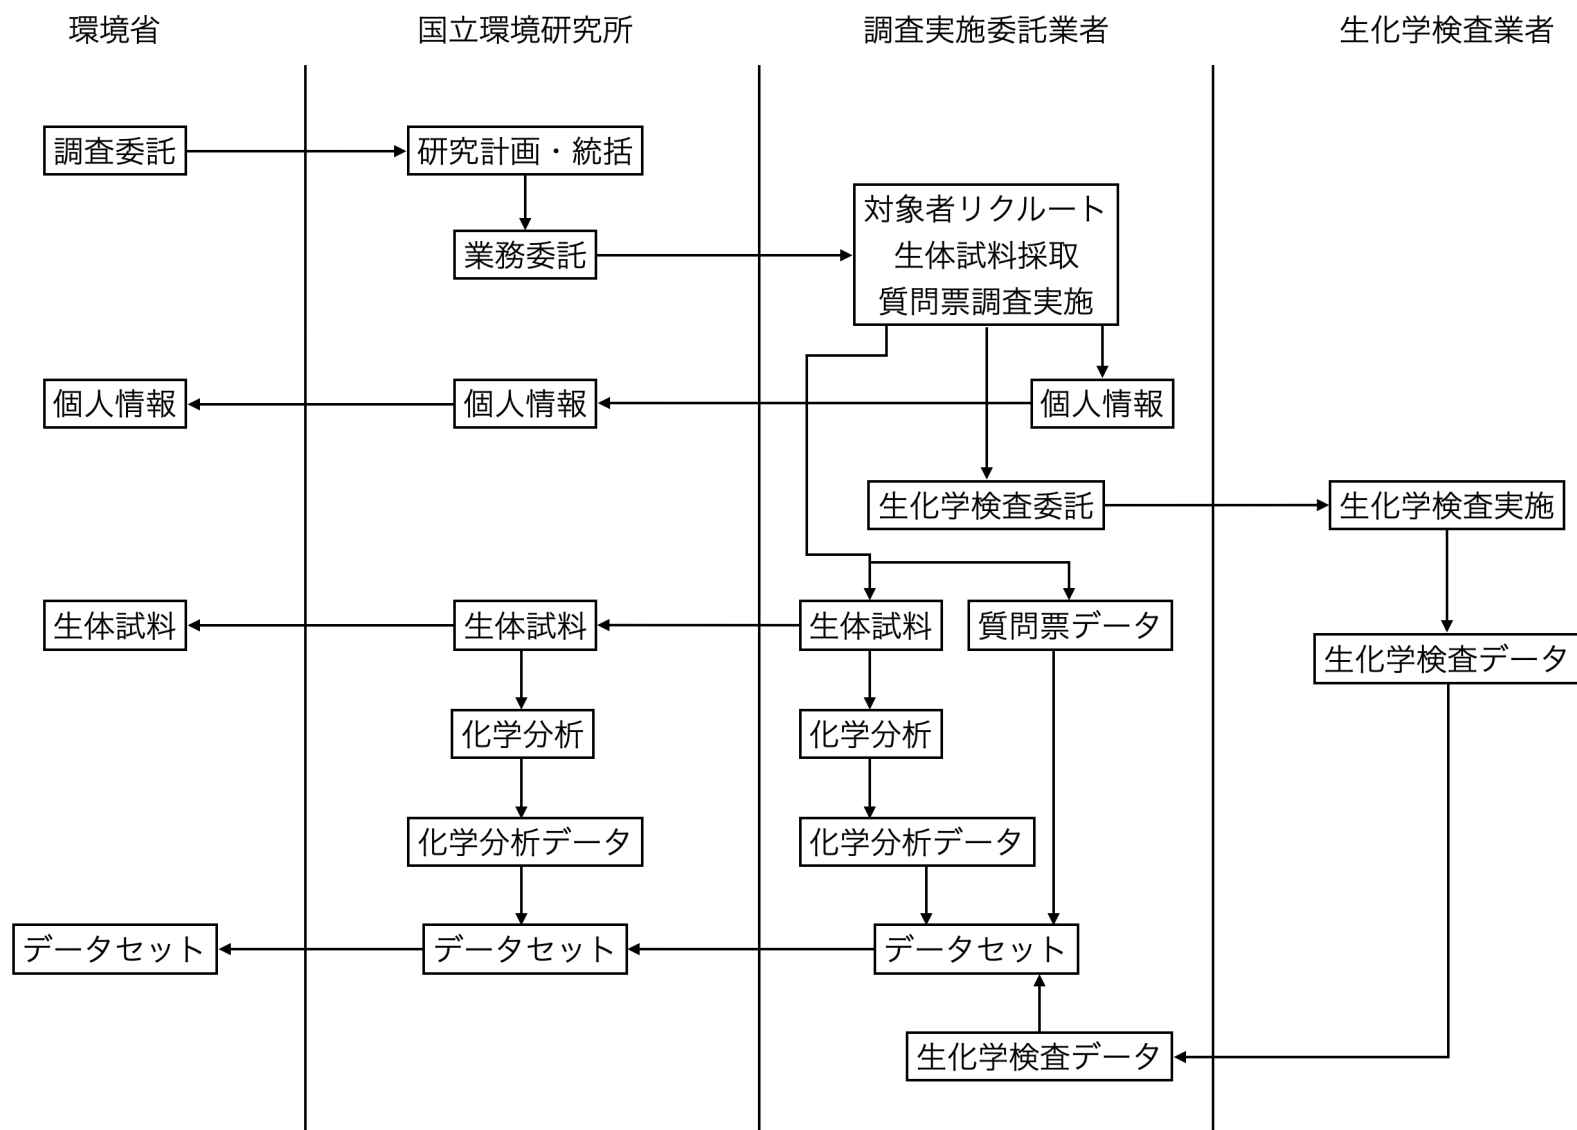 環境省
国立環境研究所
調査実施委託業者
生化学検査業者
調査委託
研究計画・統括
業務委託
対象者リクルート
生体試料採取
質問票調査実施
個人情報
個人情報
個人情報
生化学検査委託
生化学検査実施
生体試料
生体試料
生体試料
質問票データ
生化学検査データ
化学分析
化学分析
化学分析データ
化学分析データ
データセット
データセット
データセット
生化学検査データ